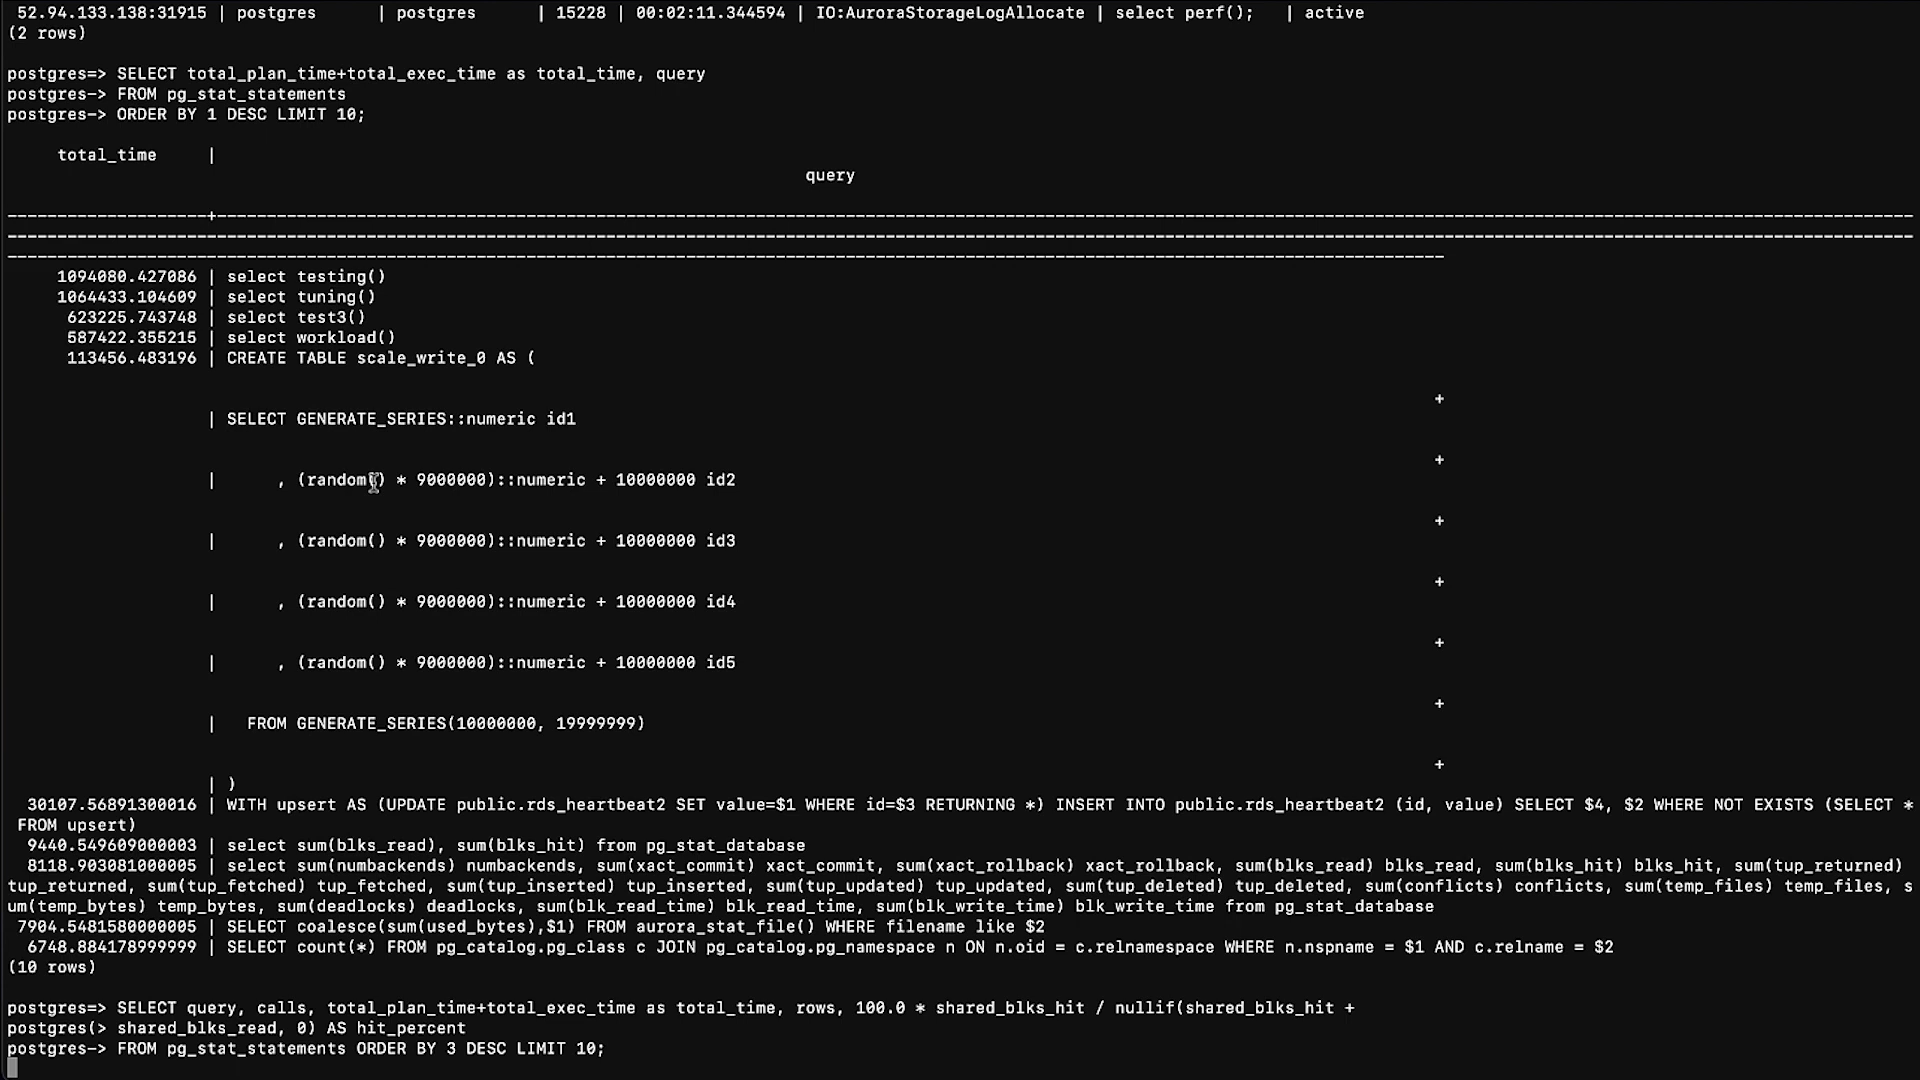 52.94.133.138:31915 | postgres      | postgres      | 15228 | 00:02:11.344594 | IO:AuroraStorageLogAllocate | select perf();   | active
(2 rows)

postgres=> SELECT total_plan_time+total_exec_time as total_time, query
postgres-> FROM pg_stat_statements
postgres-> ORDER BY 1 DESC LIMIT 10;

     total_time     |
query
--------------------+---------------------------------------------------------------------------------------------------------------------------------------------------------------------------
------------------------------------------------------------------------------------------------------------------------------------------------------------------------------------------------
------------------------------------------------------------------------------------------------------------------------------------------------
     1094080.427086 | select testing()
     1064433.104609 | select tuning()
      623225.743748 | select test3()
      587422.355215 | select workload()
      113456.483196 | CREATE TABLE scale_write_0 AS (
+
                    | SELECT GENERATE_SERIES::numeric id1
+
                    |      , (random() * 9000000)::numeric + 10000000 id2
+
                    |      , (random() * 9000000)::numeric + 10000000 id3
+
                    |      , (random() * 9000000)::numeric + 10000000 id4
+
                    |      , (random() * 9000000)::numeric + 10000000 id5
+
                    |   FROM GENERATE_SERIES(10000000, 19999999)
+
                    | )
  30107.56891300016 | WITH upsert AS (UPDATE public.rds_heartbeat2 SET value=$1 WHERE id=$3 RETURNING *) INSERT INTO public.rds_heartbeat2 (id, value) SELECT $4, $2 WHERE NOT EXISTS (SELECT *
 FROM upsert)
  9440.549609000003 | select sum(blks_read), sum(blks_hit) from pg_stat_database
  8118.903081000005 | select sum(numbackends) numbackends, sum(xact_commit) xact_commit, sum(xact_rollback) xact_rollback, sum(blks_read) blks_read, sum(blks_hit) blks_hit, sum(tup_returned)
tup_returned, sum(tup_fetched) tup_fetched, sum(tup_inserted) tup_inserted, sum(tup_updated) tup_updated, sum(tup_deleted) tup_deleted, sum(conflicts) conflicts, sum(temp_files) temp_files, s
um(temp_bytes) temp_bytes, sum(deadlocks) deadlocks, sum(blk_read_time) blk_read_time, sum(blk_write_time) blk_write_time from pg_stat_database
 7904.5481580000005 | SELECT coalesce(sum(used_bytes),$1) FROM aurora_stat_file() WHERE filename like $2
  6748.884178999999 | SELECT count(*) FROM pg_catalog.pg_class c JOIN pg_catalog.pg_namespace n ON n.oid = c.relnamespace WHERE n.nspname = $1 AND c.relname = $2
(10 rows)

postgres=> SELECT query, calls, total_plan_time+total_exec_time as total_time, rows, 100.0 * shared_blks_hit / nullif(shared_blks_hit +
postgres(> shared_blks_read, 0) AS hit_percent
postgres-> FROM pg_stat_statements ORDER BY 3 DESC LIMIT 10;